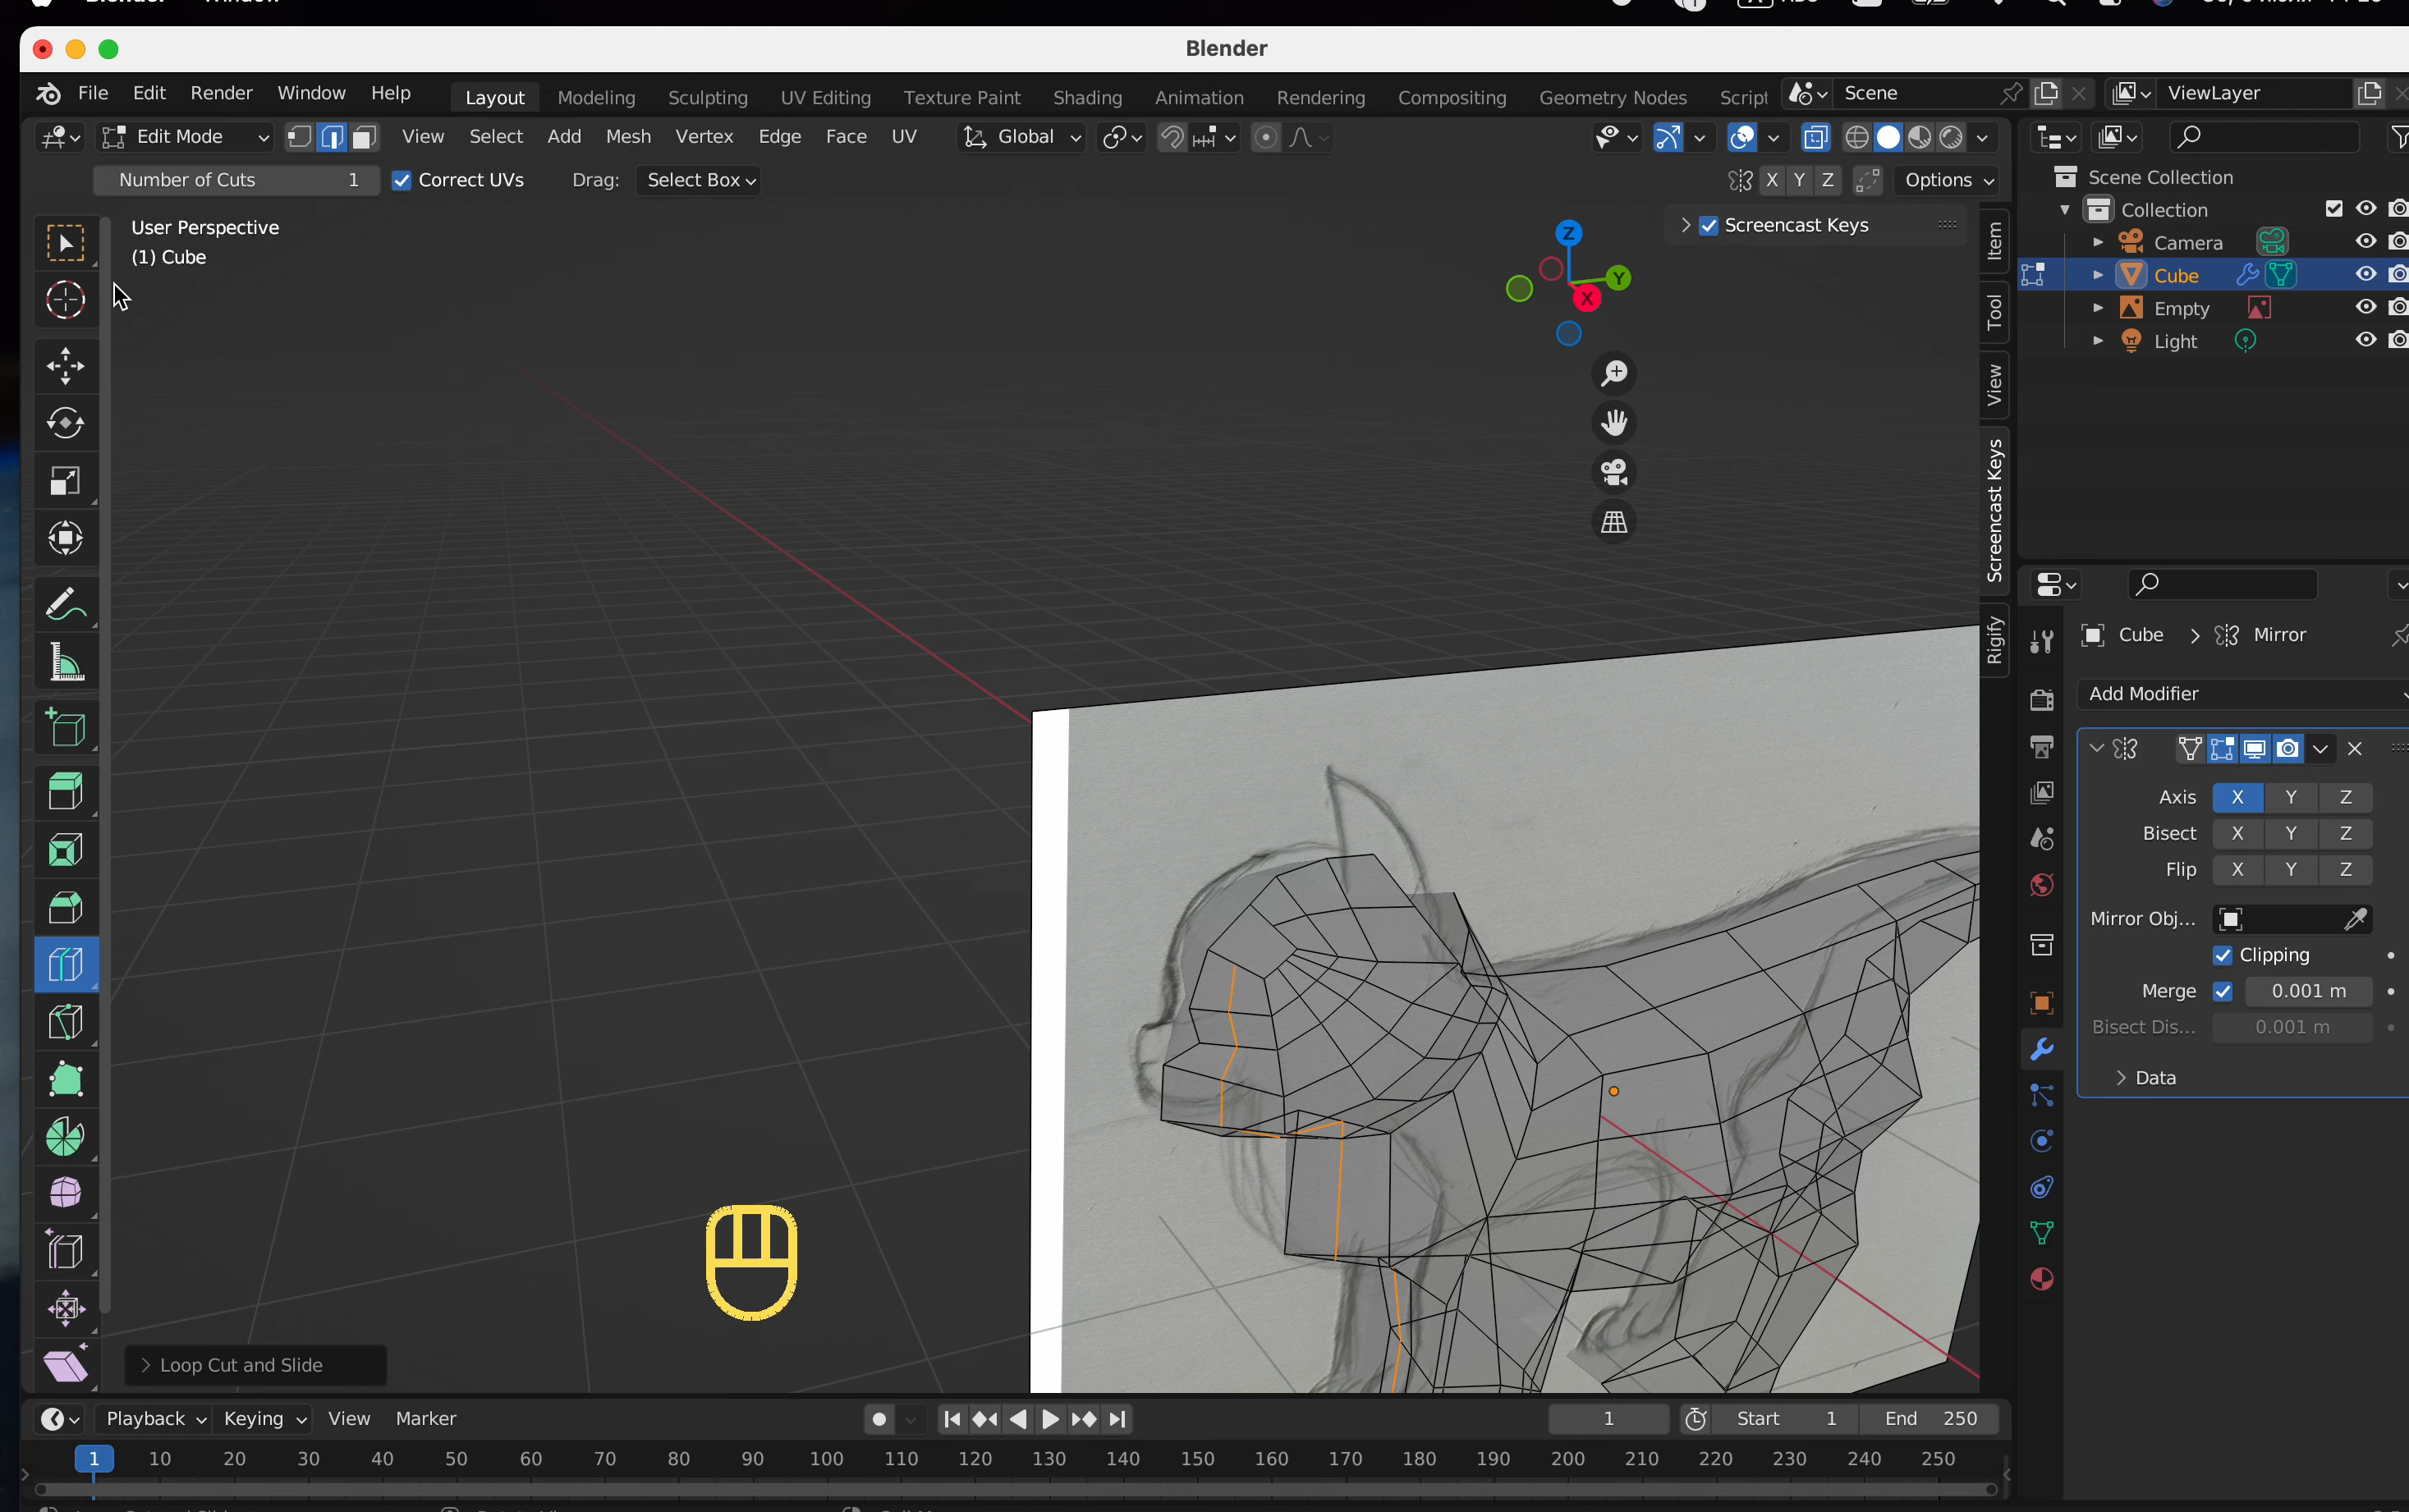 Blender
File Edit Render Window Help Layout Modeling Sculpting UV Editing Texture Paint Shading Animation Rendering Compositing Geometry Nodes Script Scene ViewLayer
Edit Mode View Select Add Mesh Vertex Edge Face UV Global
Number of Cuts 1 Correct UVs Drag: Select Box X Y Z Options
User Perspective
(1) Cube
Screencast Keys
Z
Y
X
Item
Tool
View
Screencast Keys
Rigify
Scene Collection
Collection
Camera
Cube
Empty
Light
Cube Mirror
Add Modifier
Axis X Y Z
Bisect X Y Z
Flip X Y Z
Mirror Obj...
Clipping
Merge 0.001 m
Bisect Dis... 0.001 m
Data
Loop Cut and Slide
Playback Keying View Marker 1 Start 1 End 250
1 10 20 30 40 50 60 70 80 90 100 110 120 130 140 150 160 170 180 190 200 210 220 230 240 250